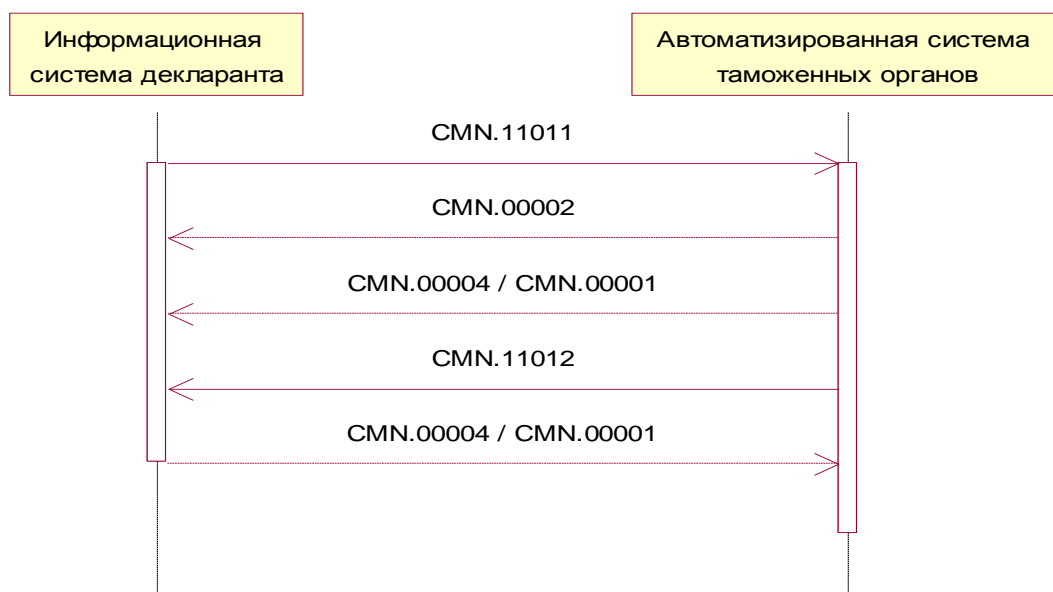 Информационная
система декларанта
Автоматизированная система
таможенных органов
CMN.11011
CMN.00002
CMN.00004 / CMN.00001
CMN.11012
CMN.00004 / CMN.00001